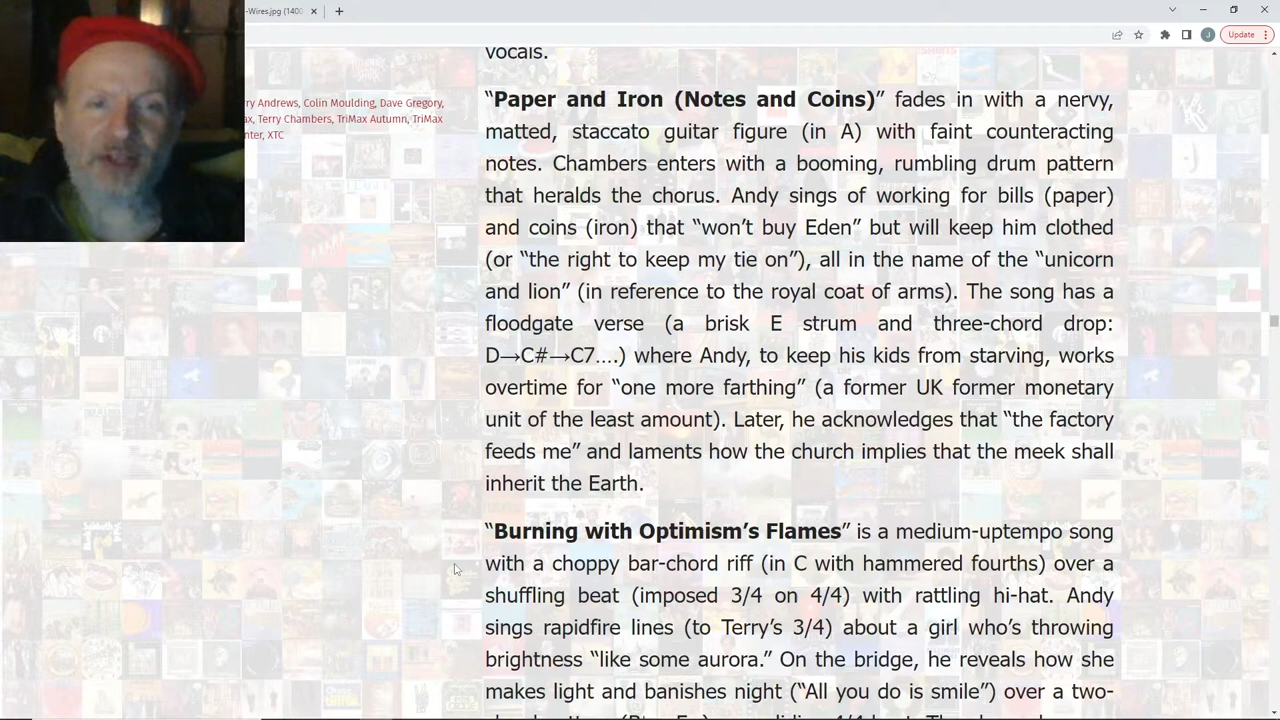 -Wires.jpg (1400
Update
J
vocals.
ry Andrews, Colin Moulding, Dave Gregory,
ax, Terry Chambers, TriMax Autumn, TriMax
nter, XTC
“Paper and Iron (Notes and Coins)” fades in with a nervy,
matted, staccato guitar figure (in A) with faint counteracting
notes. Chambers enters with a booming, rumbling drum pattern
that heralds the chorus. Andy sings of working for bills (paper)
and coins (iron) that “won’t buy Eden” but will keep him clothed
(or “the right to keep my tie on”), all in the name of the “unicorn
and lion” (in reference to the royal coat of arms). The song has a
floodgate verse (a brisk E strum and three-chord drop:
D→C#→C7….) where Andy, to keep his kids from starving, works
overtime for “one more farthing” (a former UK former monetary
unit of the least amount). Later, he acknowledges that “the factory
feeds me” and laments how the church implies that the meek shall
inherit the Earth.
“Burning with Optimism’s Flames” is a medium-uptempo song
with a choppy bar-chord riff (in C with hammered fourths) over a
shuffling beat (imposed 3/4 on 4/4) with rattling hi-hat. Andy
sings rapidfire lines (to Terry’s 3/4) about a girl who’s throwing
brightness “like some aurora.” On the bridge, he reveals how she
makes light and banishes night (“All you do is smile”) over a two-